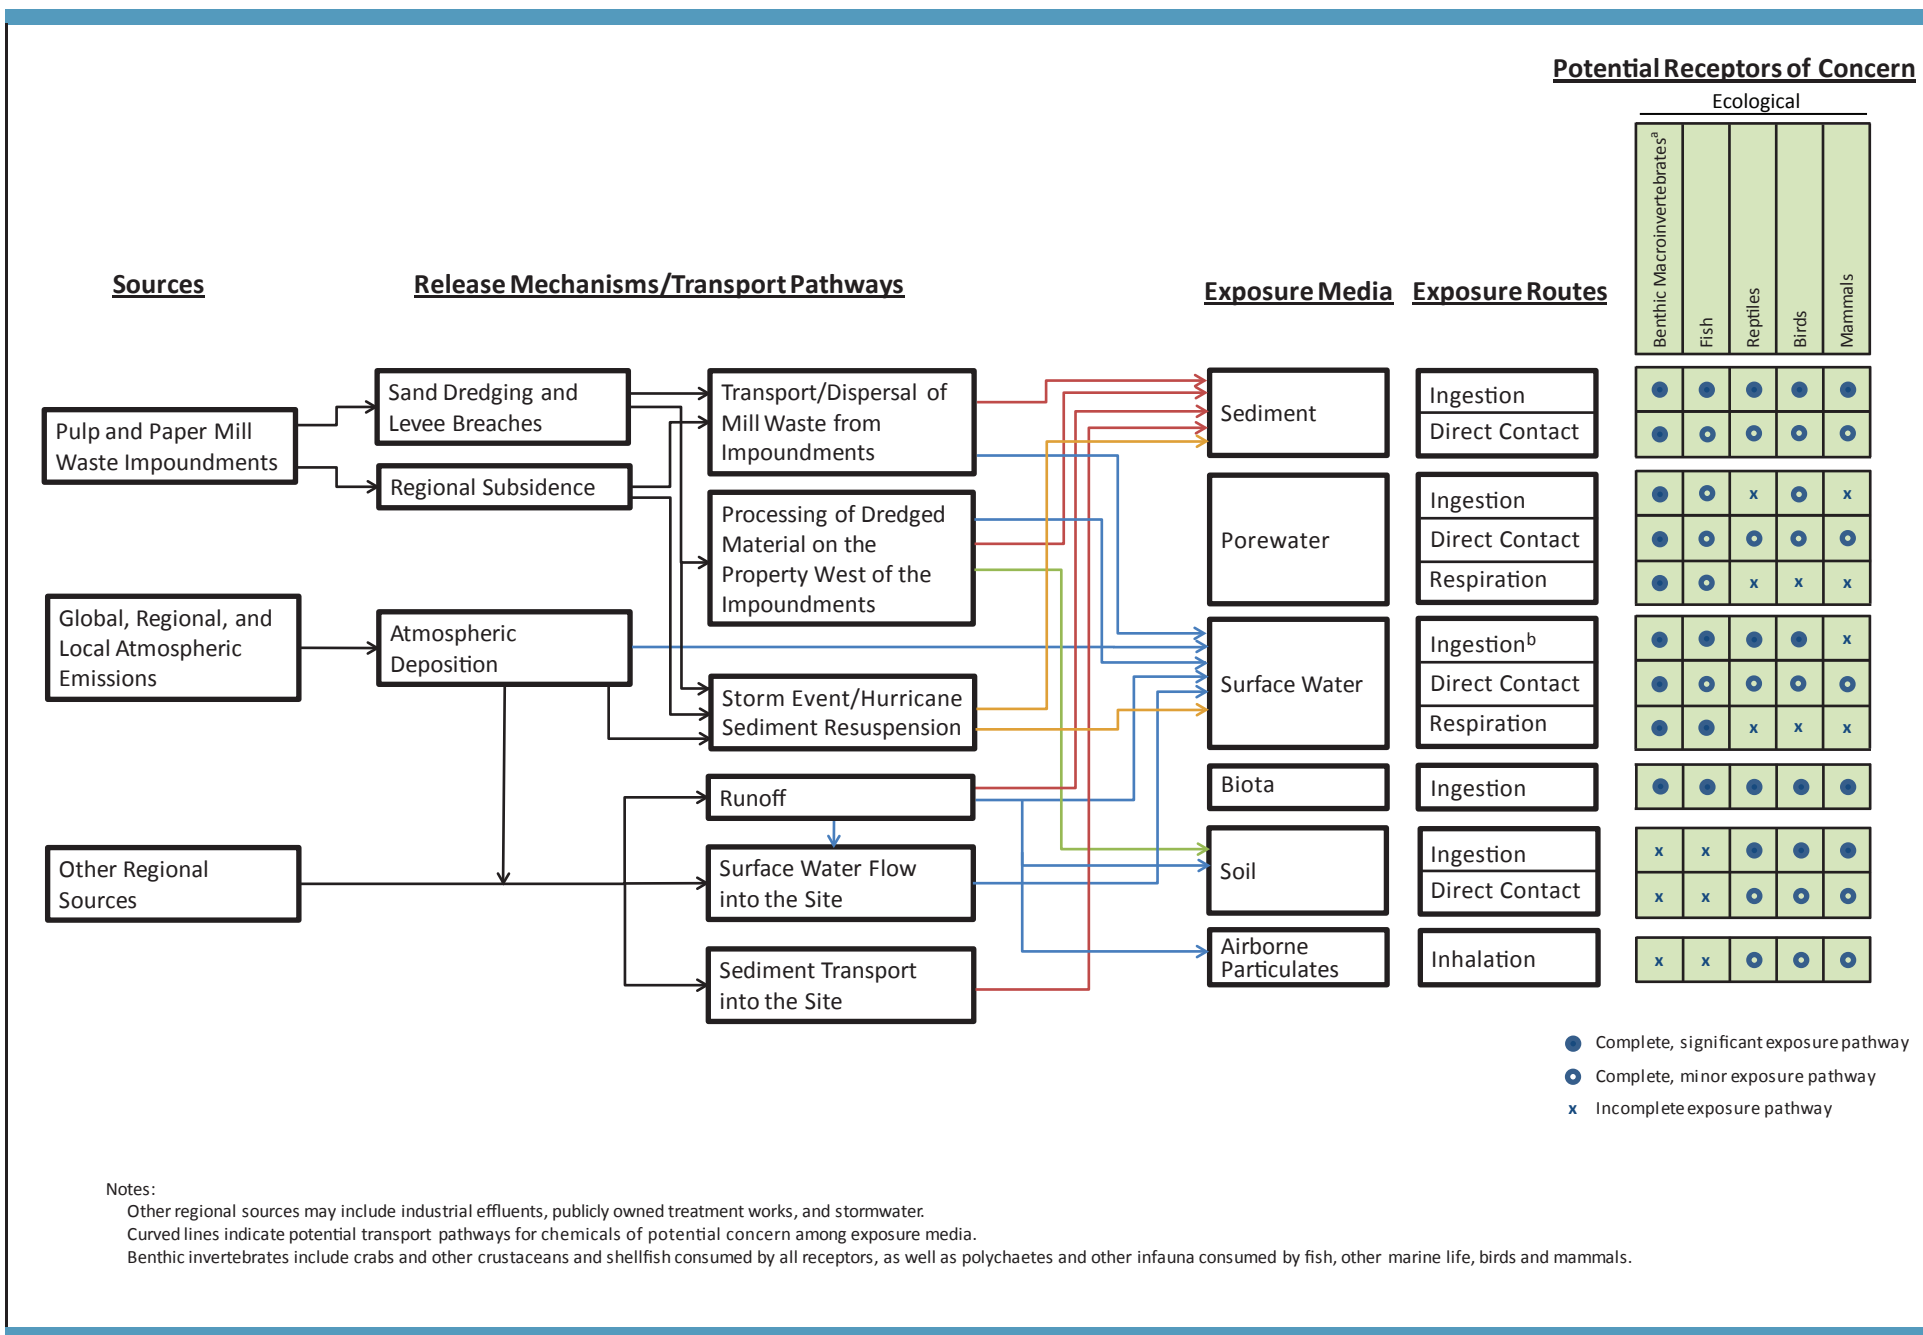 Potential Receptors of Concern
Ecological
Benthic Macroinvertebratesª
Fish
Reptiles
Birds
Mammals
Sources
Release Mechanisms/Transport Pathways
Exposure Media
Exposure Routes
Pulp and Paper Mill
Waste Impoundments
Global, Regional, and
Local Atmospheric
Emissions
Other Regional
Sources
Sand Dredging and
Levee Breaches
Regional Subsidence
Atmospheric
Deposition
Transport/Dispersal of
Mill Waste from
Impoundments
Processing of Dredged
Material on the
Property West of the
Impoundments
Storm Event/Hurricane
Sediment Resuspension
Runoff
Surface Water Flow
into the Site
Sediment Transport
into the Site
Sediment
Ingestion
Direct Contact
x x
Porewater
Ingestion
Direct Contact
Respiration
x x x
Surface Water
Ingestionᵇ
x
Direct Contact
Respiration
x x x
Biota
Ingestion
Soil
Ingestion
x x
Direct Contact
x x
Airborne
Particulates
Inhalation
x x
Complete, significant exposure pathway
Complete, minor exposure pathway
x Incomplete exposure pathway
Notes:
Other regional sources may include industrial effluents, publicly owned treatment works, and stormwater.
Curved lines indicate potential transport pathways for chemicals of potential concern among exposure media.
Benthic invertebrates include crabs and other crustaceans and shellfish consumed by all receptors, as well as polychaetes and other infauna consumed by fish, other marine life, birds and mammals.